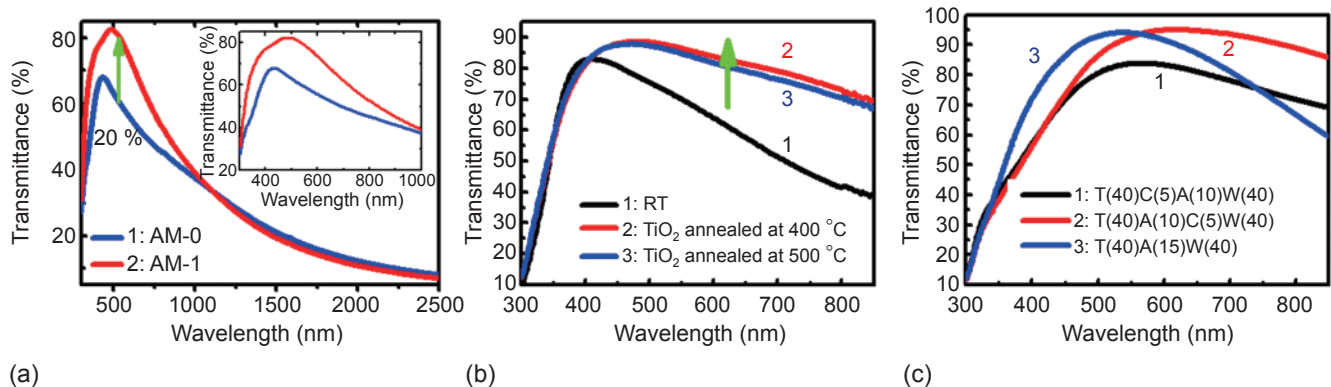 Transmittance (%)
80
60
40
20
20 %
1: AM-0
2: AM-1
500
1000
1500
2000
2500
Wavelength (nm)
Transmittance (%)
80
60
40
20
400
600
800
1000
Wavelength (nm)
(a)
Transmittance (%)
100
90
80
70
60
50
40
30
20
10
2
3
1
1: RT
2: TiO₂ annealed at 400 °C
3: TiO₂ annealed at 500 °C
300
400
500
600
700
800
Wavelength (nm)
(b)
Transmittance (%)
100
90
80
70
60
50
40
30
20
10
3
2
1
1: T(40)C(5)A(10)W(40)
2: T(40)A(10)C(5)W(40)
3: T(40)A(15)W(40)
300
400
500
600
700
800
Wavelength (nm)
(c)